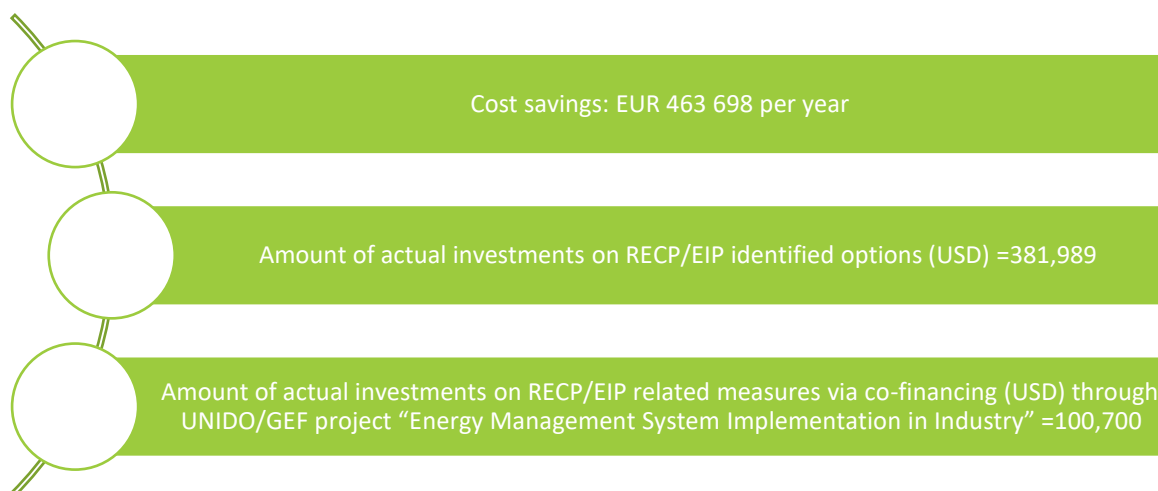 Cost savings: EUR 463 698 per year
Amount of actual investments on RECP/EIP identified options (USD) =381,989
Amount of actual investments on RECP/EIP related measures via co-financing (USD) through
UNIDO/GEF project “Energy Management System Implementation in Industry” =100,700